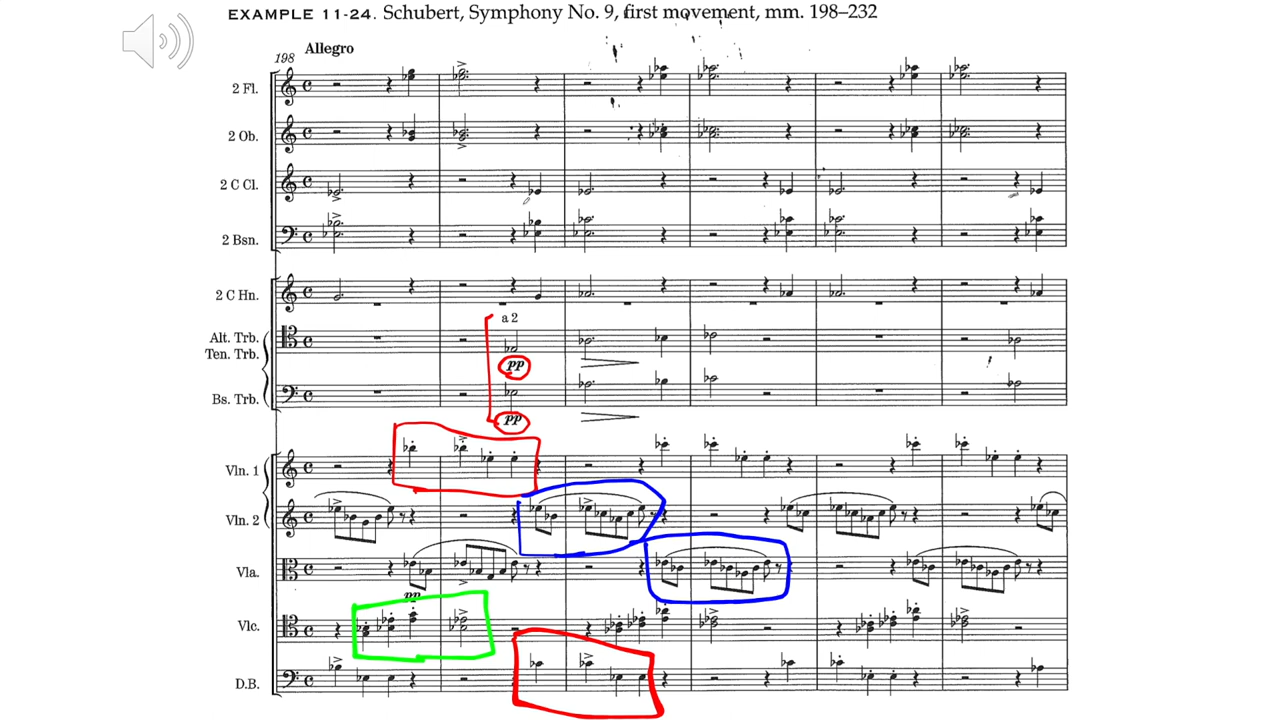 EXAMPLE 11-24. Schubert, Symphony No. 9, first movement, mm. 198–232
Allegro
198
2 Fl.
2 Ob.
2 C Cl.
2 Bsn.
2 C Hn.
a 2
Alt. Trb.
Ten. Trb.
pp
Bs. Trb.
pp
Vln. 1
Vln. 2
Vla.
pp
Vlc.
D.B.